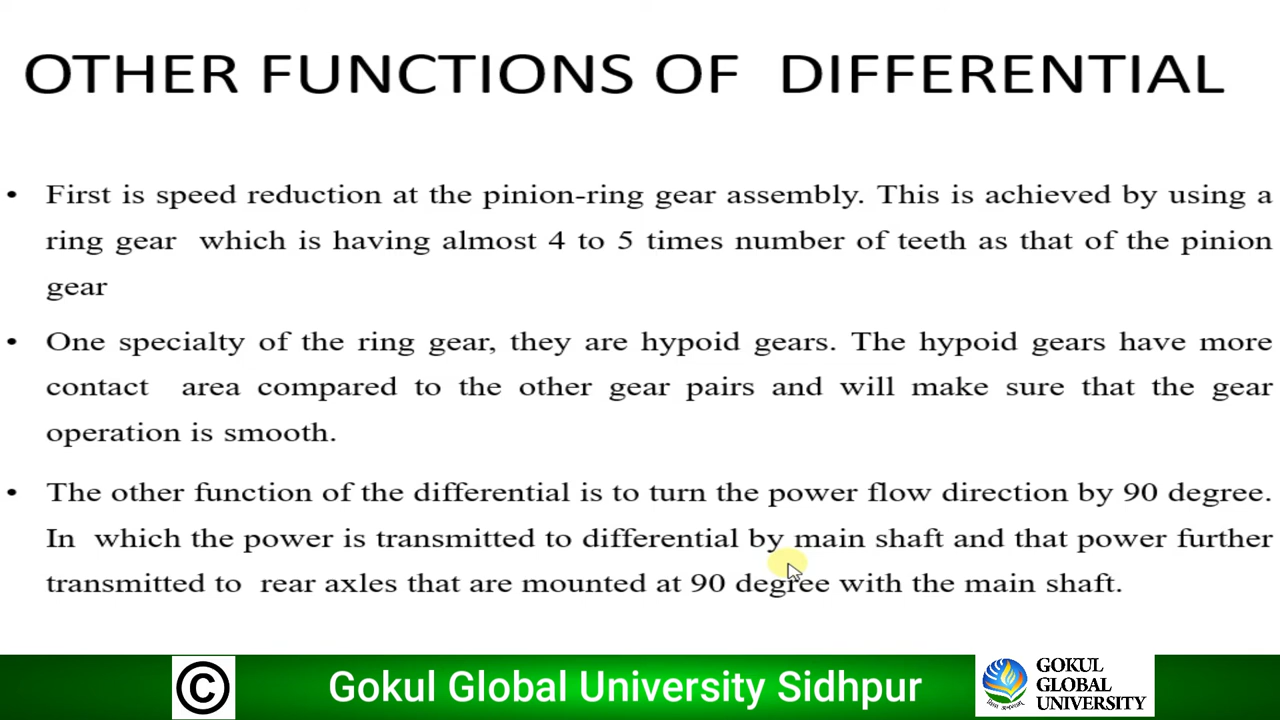 OTHER FUNCTIONS OF DIFFERENTIAL
• First is speed reduction at the pinion-ring gear assembly. This is achieved by using a
ring gear which is having almost 4 to 5 times number of teeth as that of the pinion
gear
• One specialty of the ring gear, they are hypoid gears. The hypoid gears have more
contact area compared to the other gear pairs and will make sure that the gear
operation is smooth.
• The other function of the differential is to turn the power flow direction by 90 degree.
In which the power is transmitted to differential by main shaft and that power further
transmitted to rear axles that are mounted at 90 degree with the main shaft.
©
Gokul Global University Sidhpur
GOKUL
GLOBAL
UNIVERSITY